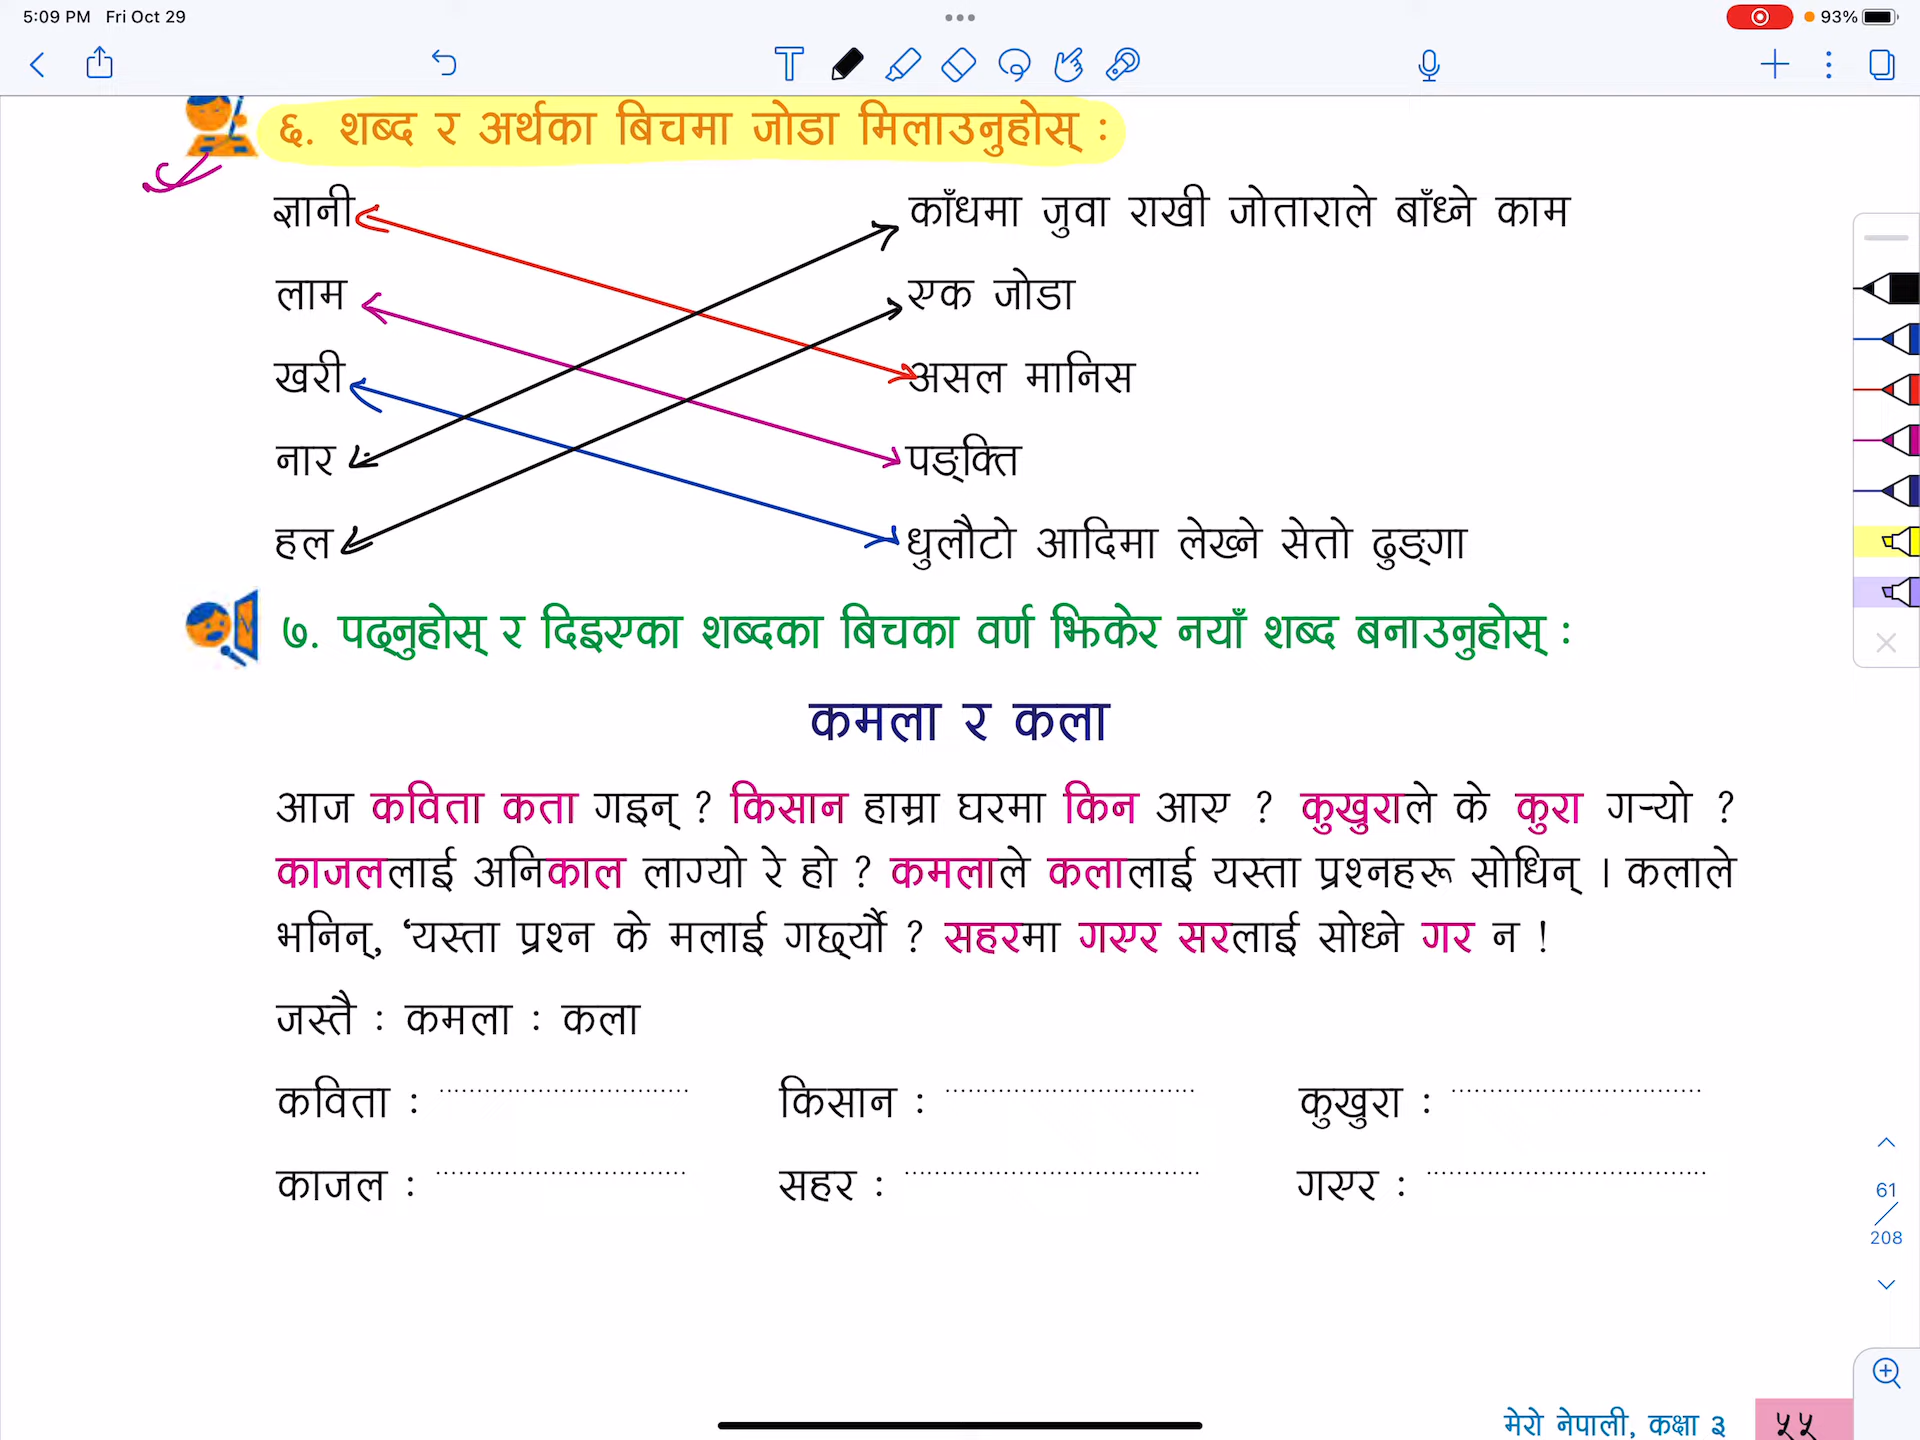 5:09 PM Fri Oct 29
93%
६. शब्द र अर्थका बिचमा जोडा मिलाउनुहोस् :
ज्ञानी काँधमा जुवा राखी जोताराले बाँध्ने काम
लाम एक जोडा
खरी असल मानिस
नार पङ्क्ति
हल धुलौटो आदिमा लेख्ने सेतो ढुङ्गा
७. पढ्नुहोस् र दिइएका शब्दका बिचका वर्ण झिकेर नयाँ शब्द बनाउनुहोस् :
कमला र कला
आज कविता कता गइन् ? किसान हाम्रा घरमा किन आए ? कुखुराले के कुरा गऱ्यो ?
काजललाई अनिकाल लाग्यो रे हो ? कमलाले कलालाई यस्ता प्रश्नहरू सोधिन् । कलाले
भनिन्, ‘यस्ता प्रश्न के मलाई गर्छ्यौ ? सहरमा गएर सरलाई सोध्ने गर न !
जस्तै : कमला : कला
कविता : ................................ किसान : ................................ कुखुरा : ................................
काजल : ................................ सहर : ...................................... गएर : ....................................
61
208
मेरो नेपाली, कक्षा ३ ५५